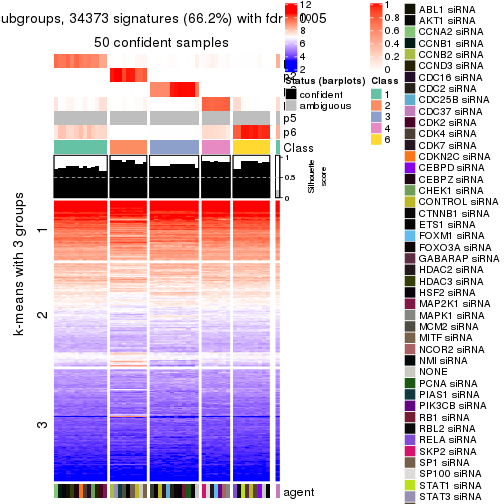 ubgroups, 34373 signatures (66.2%) with fdr < 0.05
50 confident samples
p5
p6
Class
1
0.5
0
Silhouette
score
k-means with 3 groups
1
2
3
agent
12
10
8
6
4
2
Status (barplots)
confident
ambiguous
1
0.8
0.6
0.4
0.2
0
Class
1
2
3
4
6
ABL1 siRNA
AKT1 siRNA
CCNA2 siRNA
CCNB1 siRNA
CCNB2 siRNA
CCND3 siRNA
CDC16 siRNA
CDC2 siRNA
CDC25B siRNA
CDC37 siRNA
CDK2 siRNA
CDK4 siRNA
CDK7 siRNA
CDKN2C siRNA
CEBPD siRNA
CEBPZ siRNA
CHEK1 siRNA
CONTROL siRNA
CTNNB1 siRNA
ETS1 siRNA
FOXM1 siRNA
FOXO3A siRNA
GABARAP siRNA
HDAC2 siRNA
HDAC3 siRNA
HSF2 siRNA
MAP2K1 siRNA
MAPK1 siRNA
MCM2 siRNA
MITF siRNA
NCOR2 siRNA
NMI siRNA
NONE
PCNA siRNA
PIAS1 siRNA
PIK3CB siRNA
RB1 siRNA
RBL2 siRNA
RELA siRNA
SKP2 siRNA
SP1 siRNA
SP100 siRNA
STAT1 siRNA
STAT3 siRNA